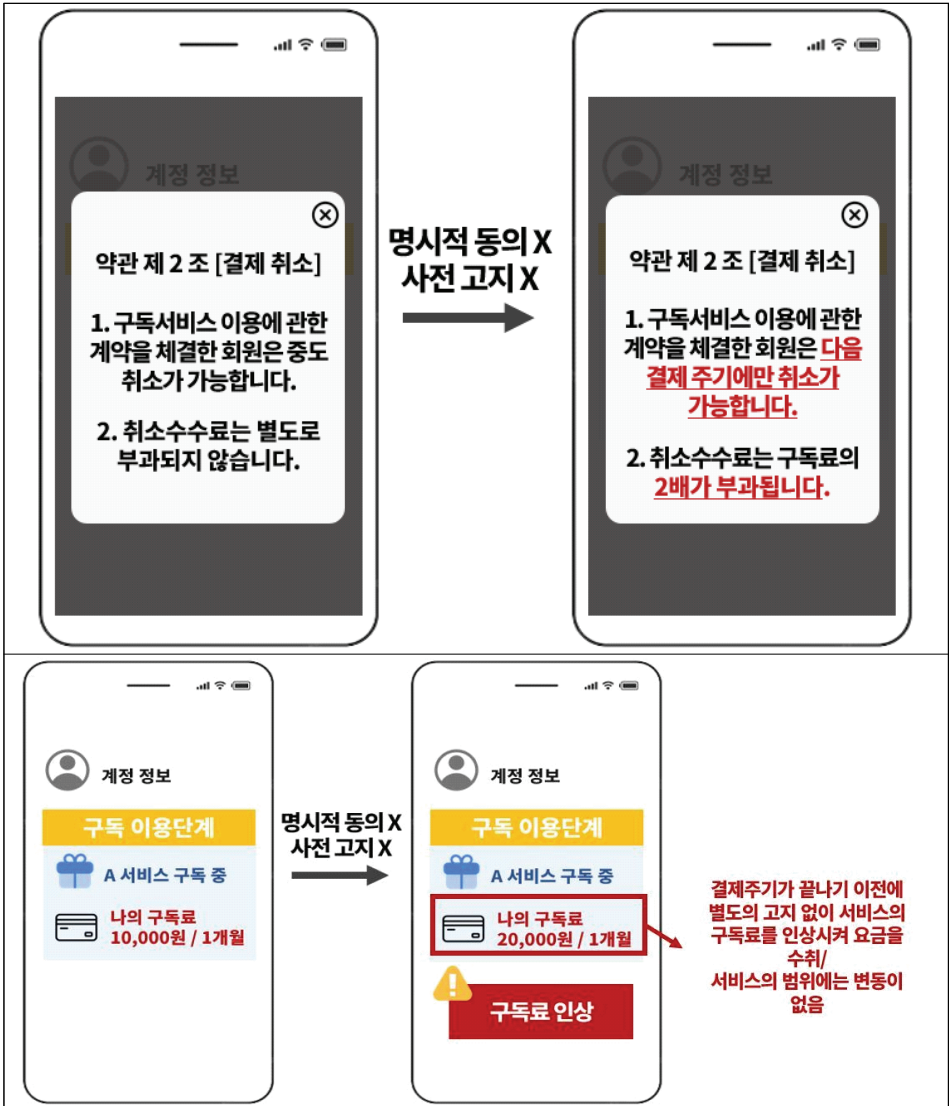 계정 정보
약관 제 2 조 [결제 취소]
1. 구독서비스 이용에 관한
계약을 체결한 회원은 중도
취소가 가능합니다.
2. 취소수수료는 별도로
부과되지 않습니다.
명시적 동의 X
사전 고지 X
계정 정보
약관 제 2 조 [결제 취소]
1. 구독서비스 이용에 관한
계약을 체결한 회원은 다음
결제 주기에만 취소가
가능합니다.
2. 취소수수료는 구독료의
2배가 부과됩니다.
계정 정보
구독 이용단계
A 서비스 구독 중
나의 구독료
10,000원 / 1개월
명시적 동의 X
사전 고지 X
계정 정보
구독 이용단계
A 서비스 구독 중
나의 구독료
20,000원 / 1개월
구독료 인상
결제주기가 끝나기 이전에
별도의 고지 없이 서비스의
구독료를 인상시켜 요금을
수취/
서비스의 범위에는 변동이
없음